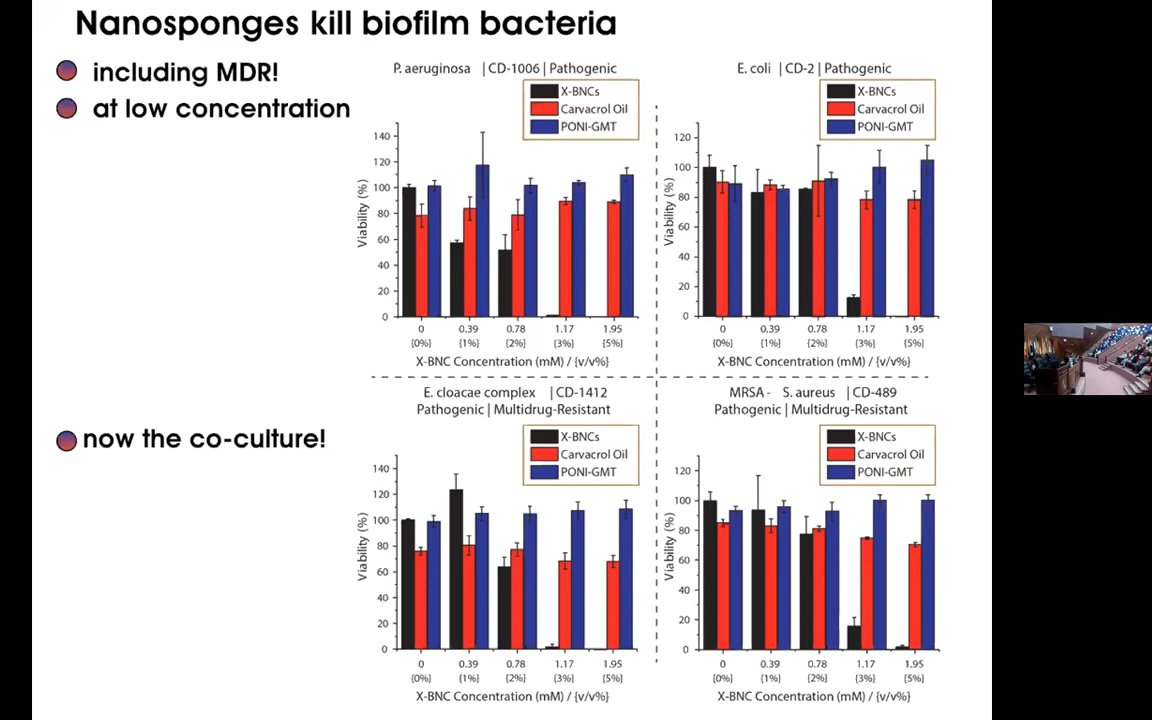 Nanosponges kill biofilm bacteria
including MDR!
at low concentration
now the co-culture!
P. aeruginosa |CD-1006 | Pathogenic
X-BNCs
Carvacrol Oil
PONI-GMT
Viability (%)
140
120
100
80
60
40
20
0
0 0.39 0.78 1.17 1.95
{0%} {1%} {2%} {3%} {5%}
X-BNC Concentration (mM) / {v/v%}
E. coli |CD-2 | Pathogenic
X-BNCs
Carvacrol Oil
PONI-GMT
Viability (%)
120
100
80
60
40
20
0
0 0.39 0.78 1.17 1.95
{0%} {1%} {2%} {3%} {5%}
X-BNC Concentration (mM) / {v/v%}
E. cloacae complex |CD-1412
Pathogenic | Multidrug-Resistant
X-BNCs
Carvacrol Oil
PONI-GMT
Viability (%)
140
120
100
80
60
40
20
0
0 0.39 0.78 1.17 1.95
{0%} {1%} {2%} {3%} {5%}
X-BNC Concentration (mM) / {v/v%}
MRSA - S. aureus |CD-489
Pathogenic | Multidrug-Resistant
X-BNCs
Carvacrol Oil
PONI-GMT
Viability (%)
120
100
80
60
40
20
0
0 0.39 0.78 1.17 1.95
{0%} {1%} {2%} {3%} {5%}
X-BNC Concentration (mM) / {v/v%}